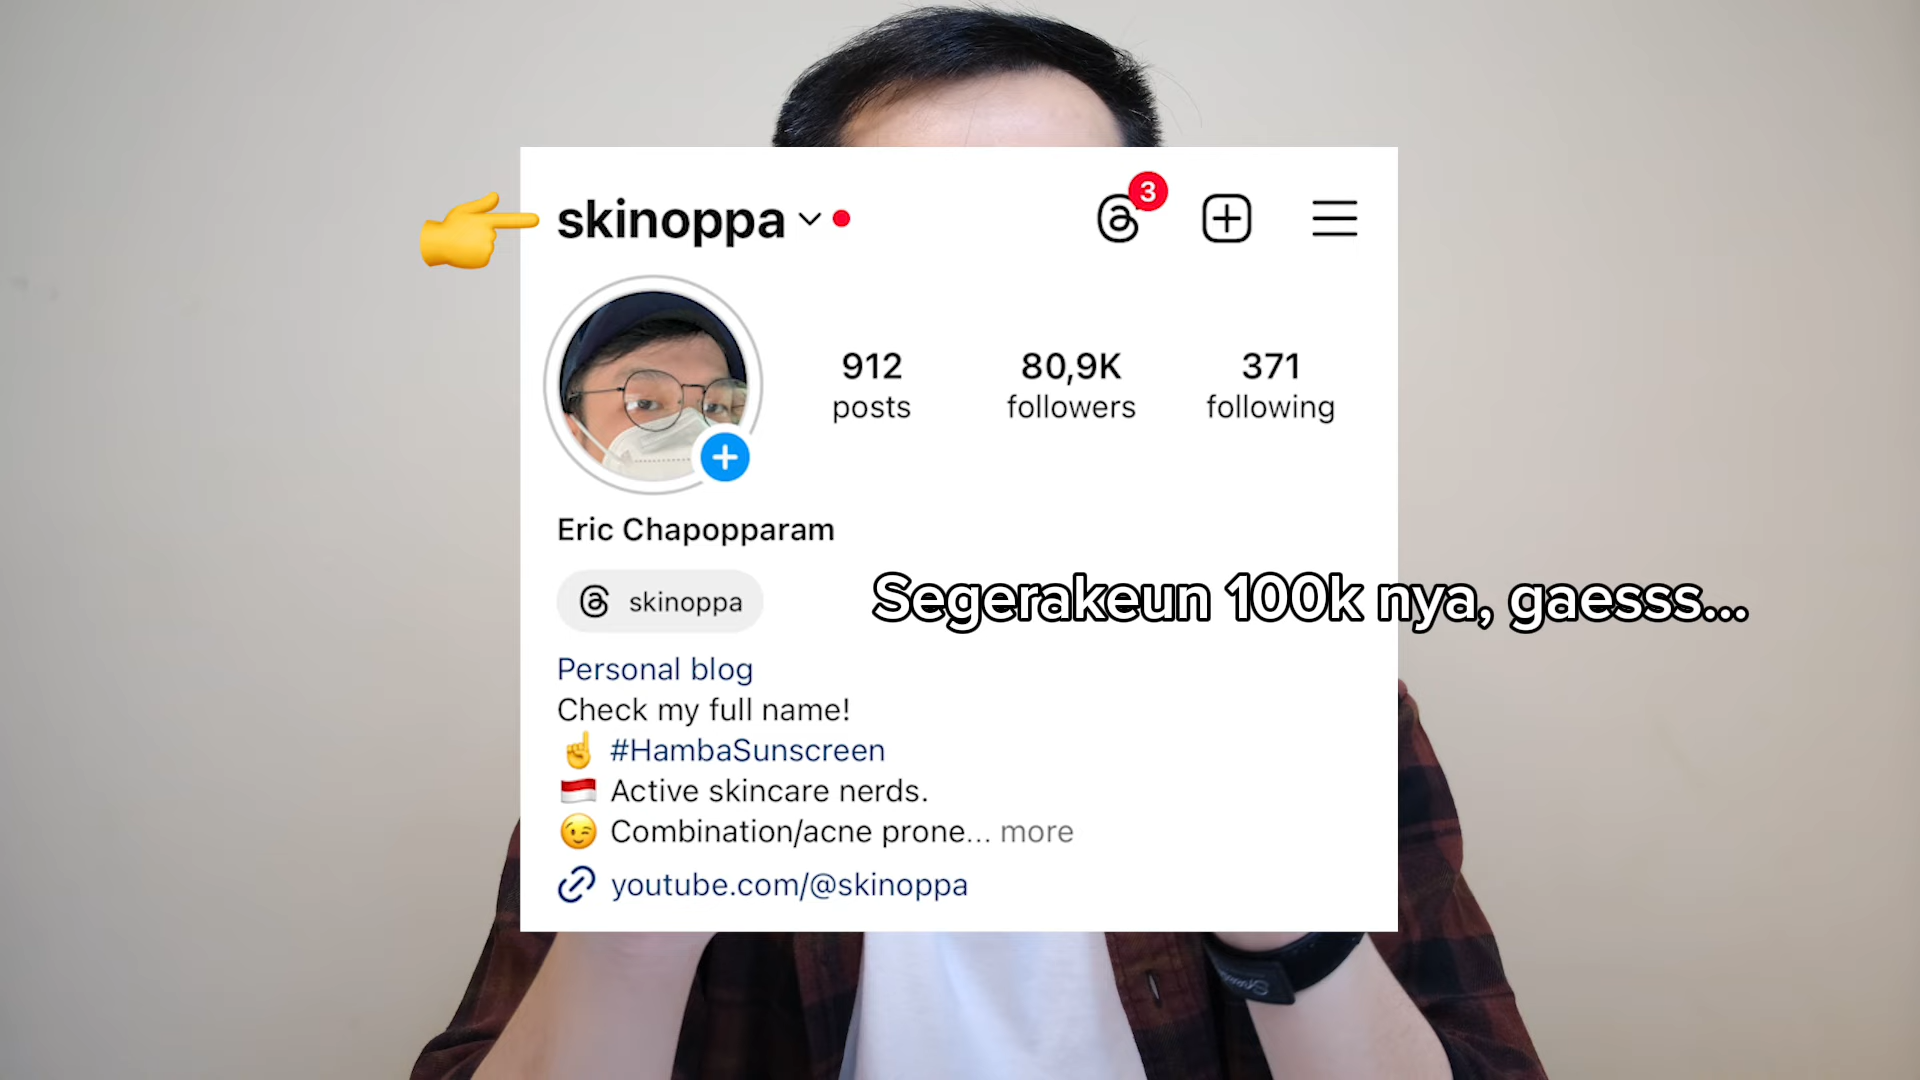 skinoppa
3
912
posts
80,9K
followers
371
following
Eric Chapopparam
skinoppa
Segerakeun 100k nya, gaesss...
Personal blog
Check my full name!
☝️ #HambaSunscreen
🇮🇩 Active skincare nerds.
😉 Combination/acne prone... more
youtube.com/@skinoppa